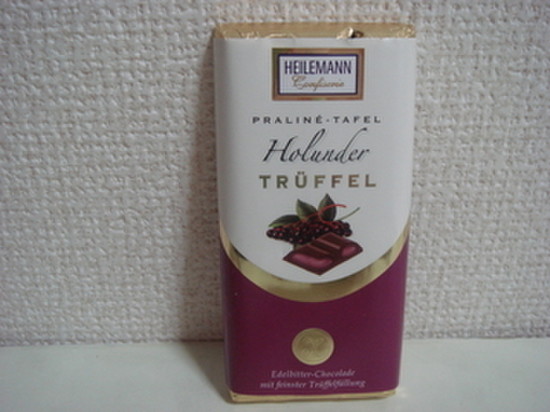 HEILEMANN
Confiserie
PRALINÉ-TAFEL
Holunder
TRÜFFEL
Edelbitter-Chocolade
mit feinster Trüffelfüllung